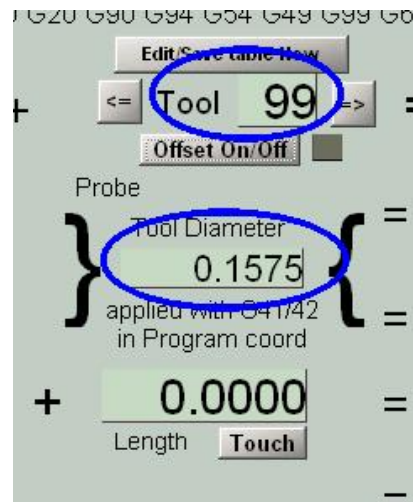 G20 G90 G94 G54 G49 G99 G6
Edit/Save table Now
+ <= Tool 99 => =
Offset On/Off
Probe
} Tool Diameter { =
0.1575
applied with G41/42 =
in Program coord
+ 0.0000 =
Length Touch